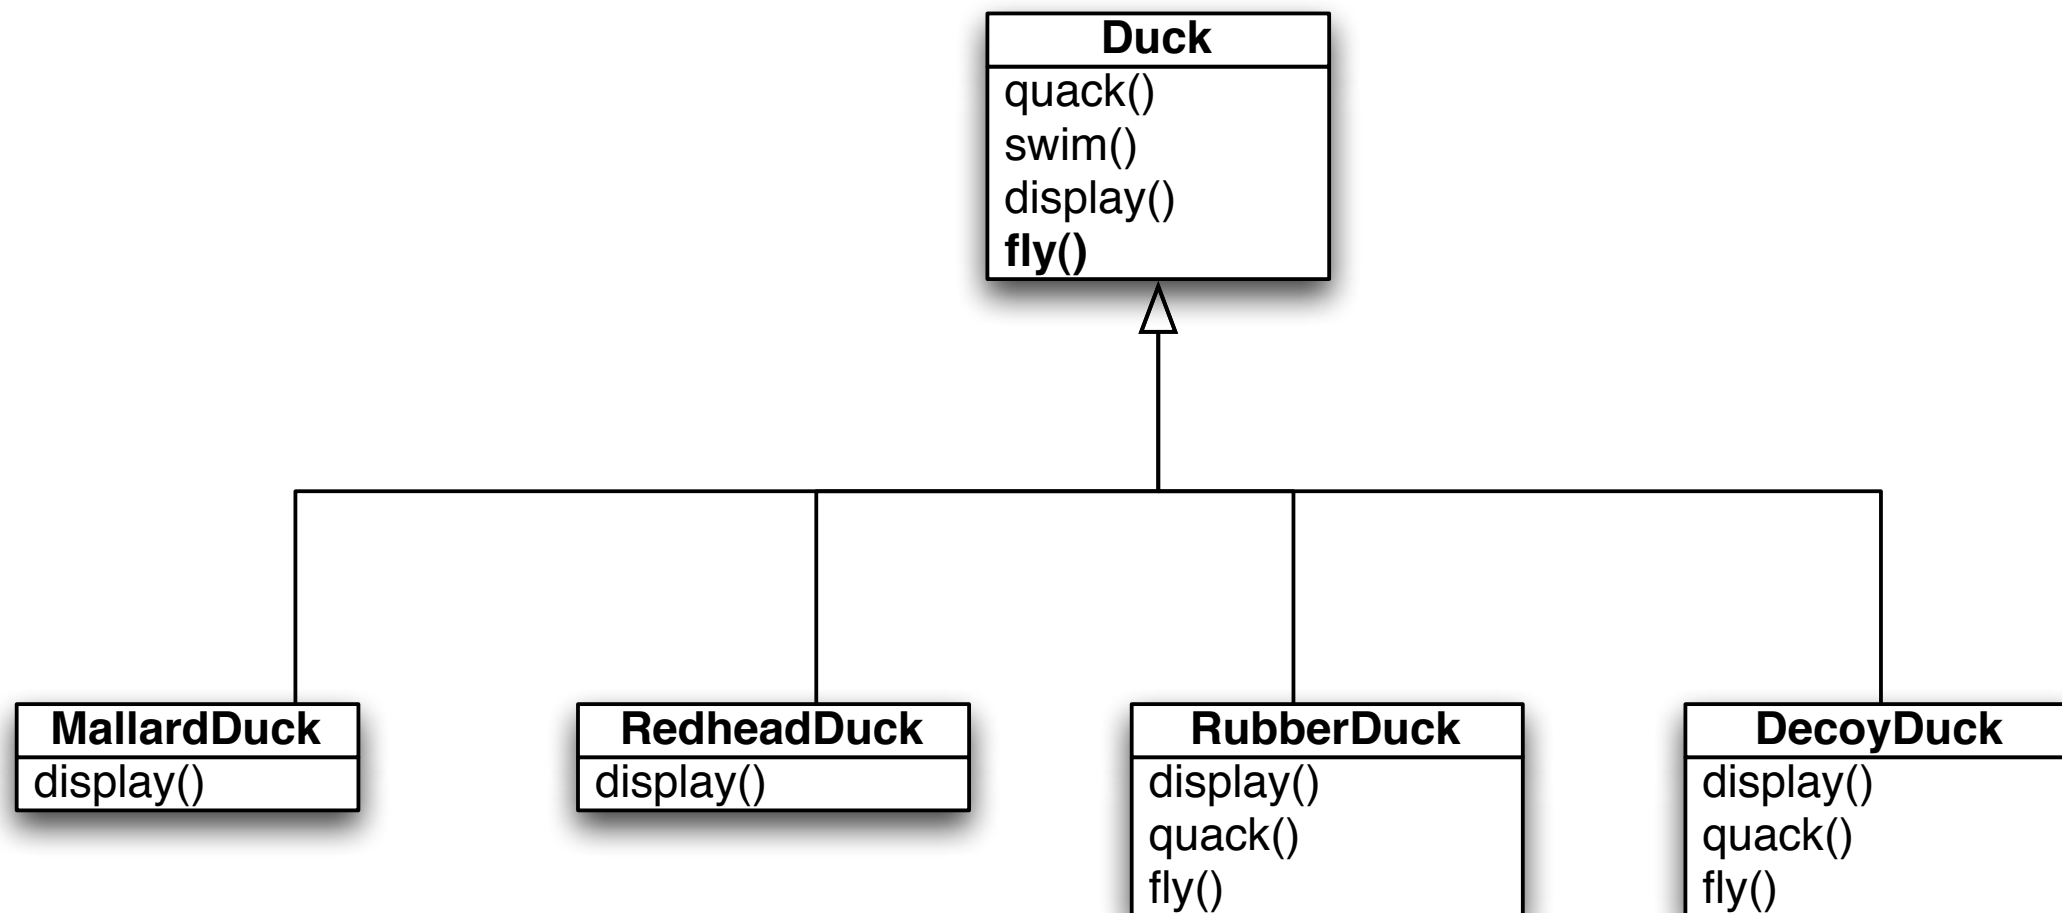 Duck
quack()
swim()
display()
fly()
MallardDuck
display()
RedheadDuck
display()
RubberDuck
display()
quack()
fly()
DecoyDuck
display()
quack()
fly()